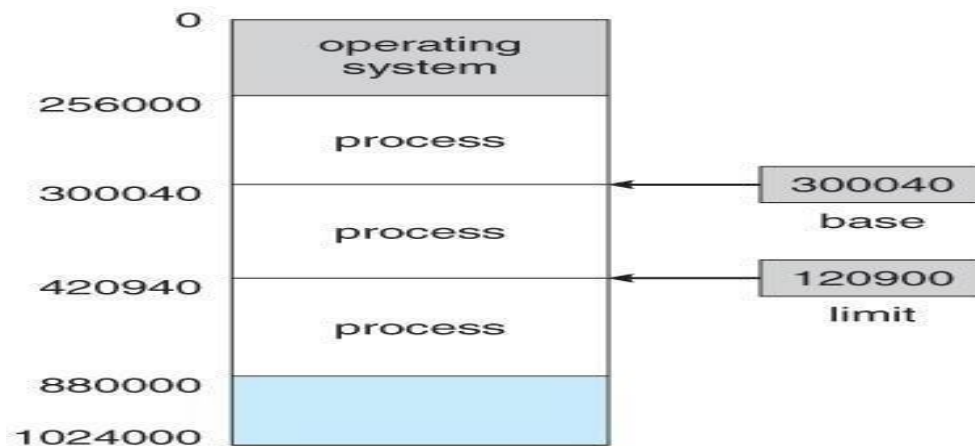 0
operating
system
256000
process
300040
300040
base
process
420940
120900
limit
process
880000
1024000